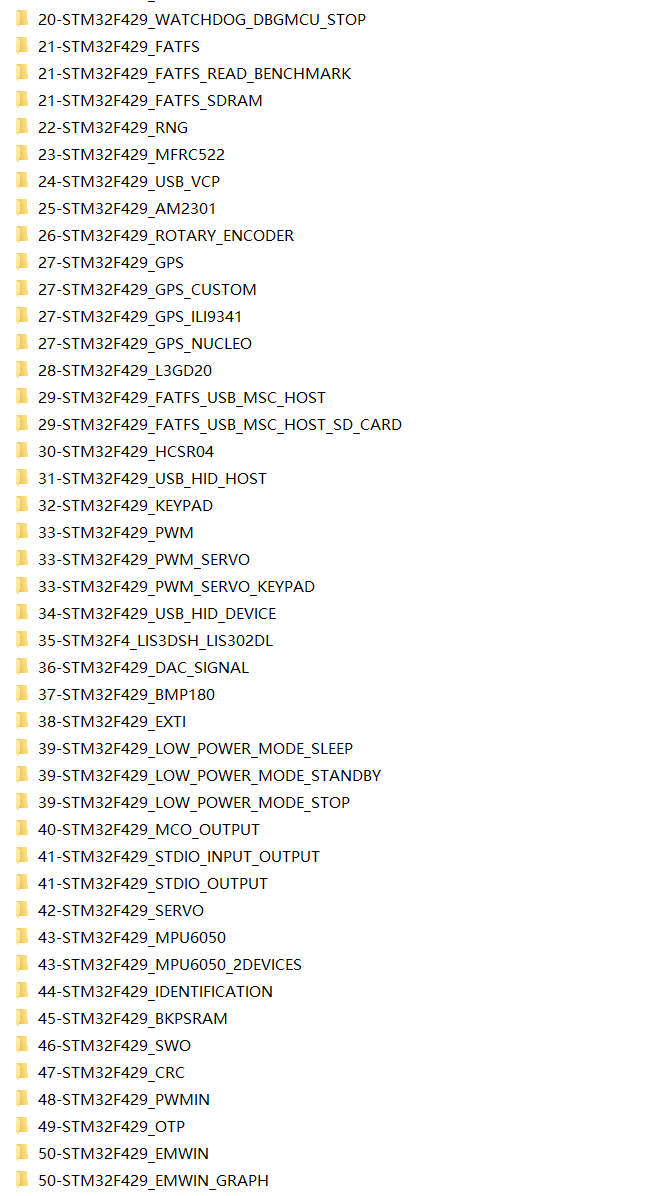 20-STM32F429_WATCHDOG_DBGMCU_STOP
21-STM32F429_FATFS
21-STM32F429_FATFS_READ_BENCHMARK
21-STM32F429_FATFS_SDRAM
22-STM32F429_RNG
23-STM32F429_MFRC522
24-STM32F429_USB_VCP
25-STM32F429_AM2301
26-STM32F429_ROTARY_ENCODER
27-STM32F429_GPS
27-STM32F429_GPS_CUSTOM
27-STM32F429_GPS_ILI9341
27-STM32F429_GPS_NUCLEO
28-STM32F429_L3GD20
29-STM32F429_FATFS_USB_MSC_HOST
29-STM32F429_FATFS_USB_MSC_HOST_SD_CARD
30-STM32F429_HCSR04
31-STM32F429_USB_HID_HOST
32-STM32F429_KEYPAD
33-STM32F429_PWM
33-STM32F429_PWM_SERVO
33-STM32F429_PWM_SERVO_KEYPAD
34-STM32F429_USB_HID_DEVICE
35-STM32F4_LIS3DSH_LIS302DL
36-STM32F429_DAC_SIGNAL
37-STM32F429_BMP180
38-STM32F429_EXTI
39-STM32F429_LOW_POWER_MODE_SLEEP
39-STM32F429_LOW_POWER_MODE_STANDBY
39-STM32F429_LOW_POWER_MODE_STOP
40-STM32F429_MCO_OUTPUT
41-STM32F429_STDIO_INPUT_OUTPUT
41-STM32F429_STDIO_OUTPUT
42-STM32F429_SERVO
43-STM32F429_MPU6050
43-STM32F429_MPU6050_2DEVICES
44-STM32F429_IDENTIFICATION
45-STM32F429_BKPSRAM
46-STM32F429_SWO
47-STM32F429_CRC
48-STM32F429_PWMIN
49-STM32F429_OTP
50-STM32F429_EMWIN
50-STM32F429_EMWIN_GRAPH